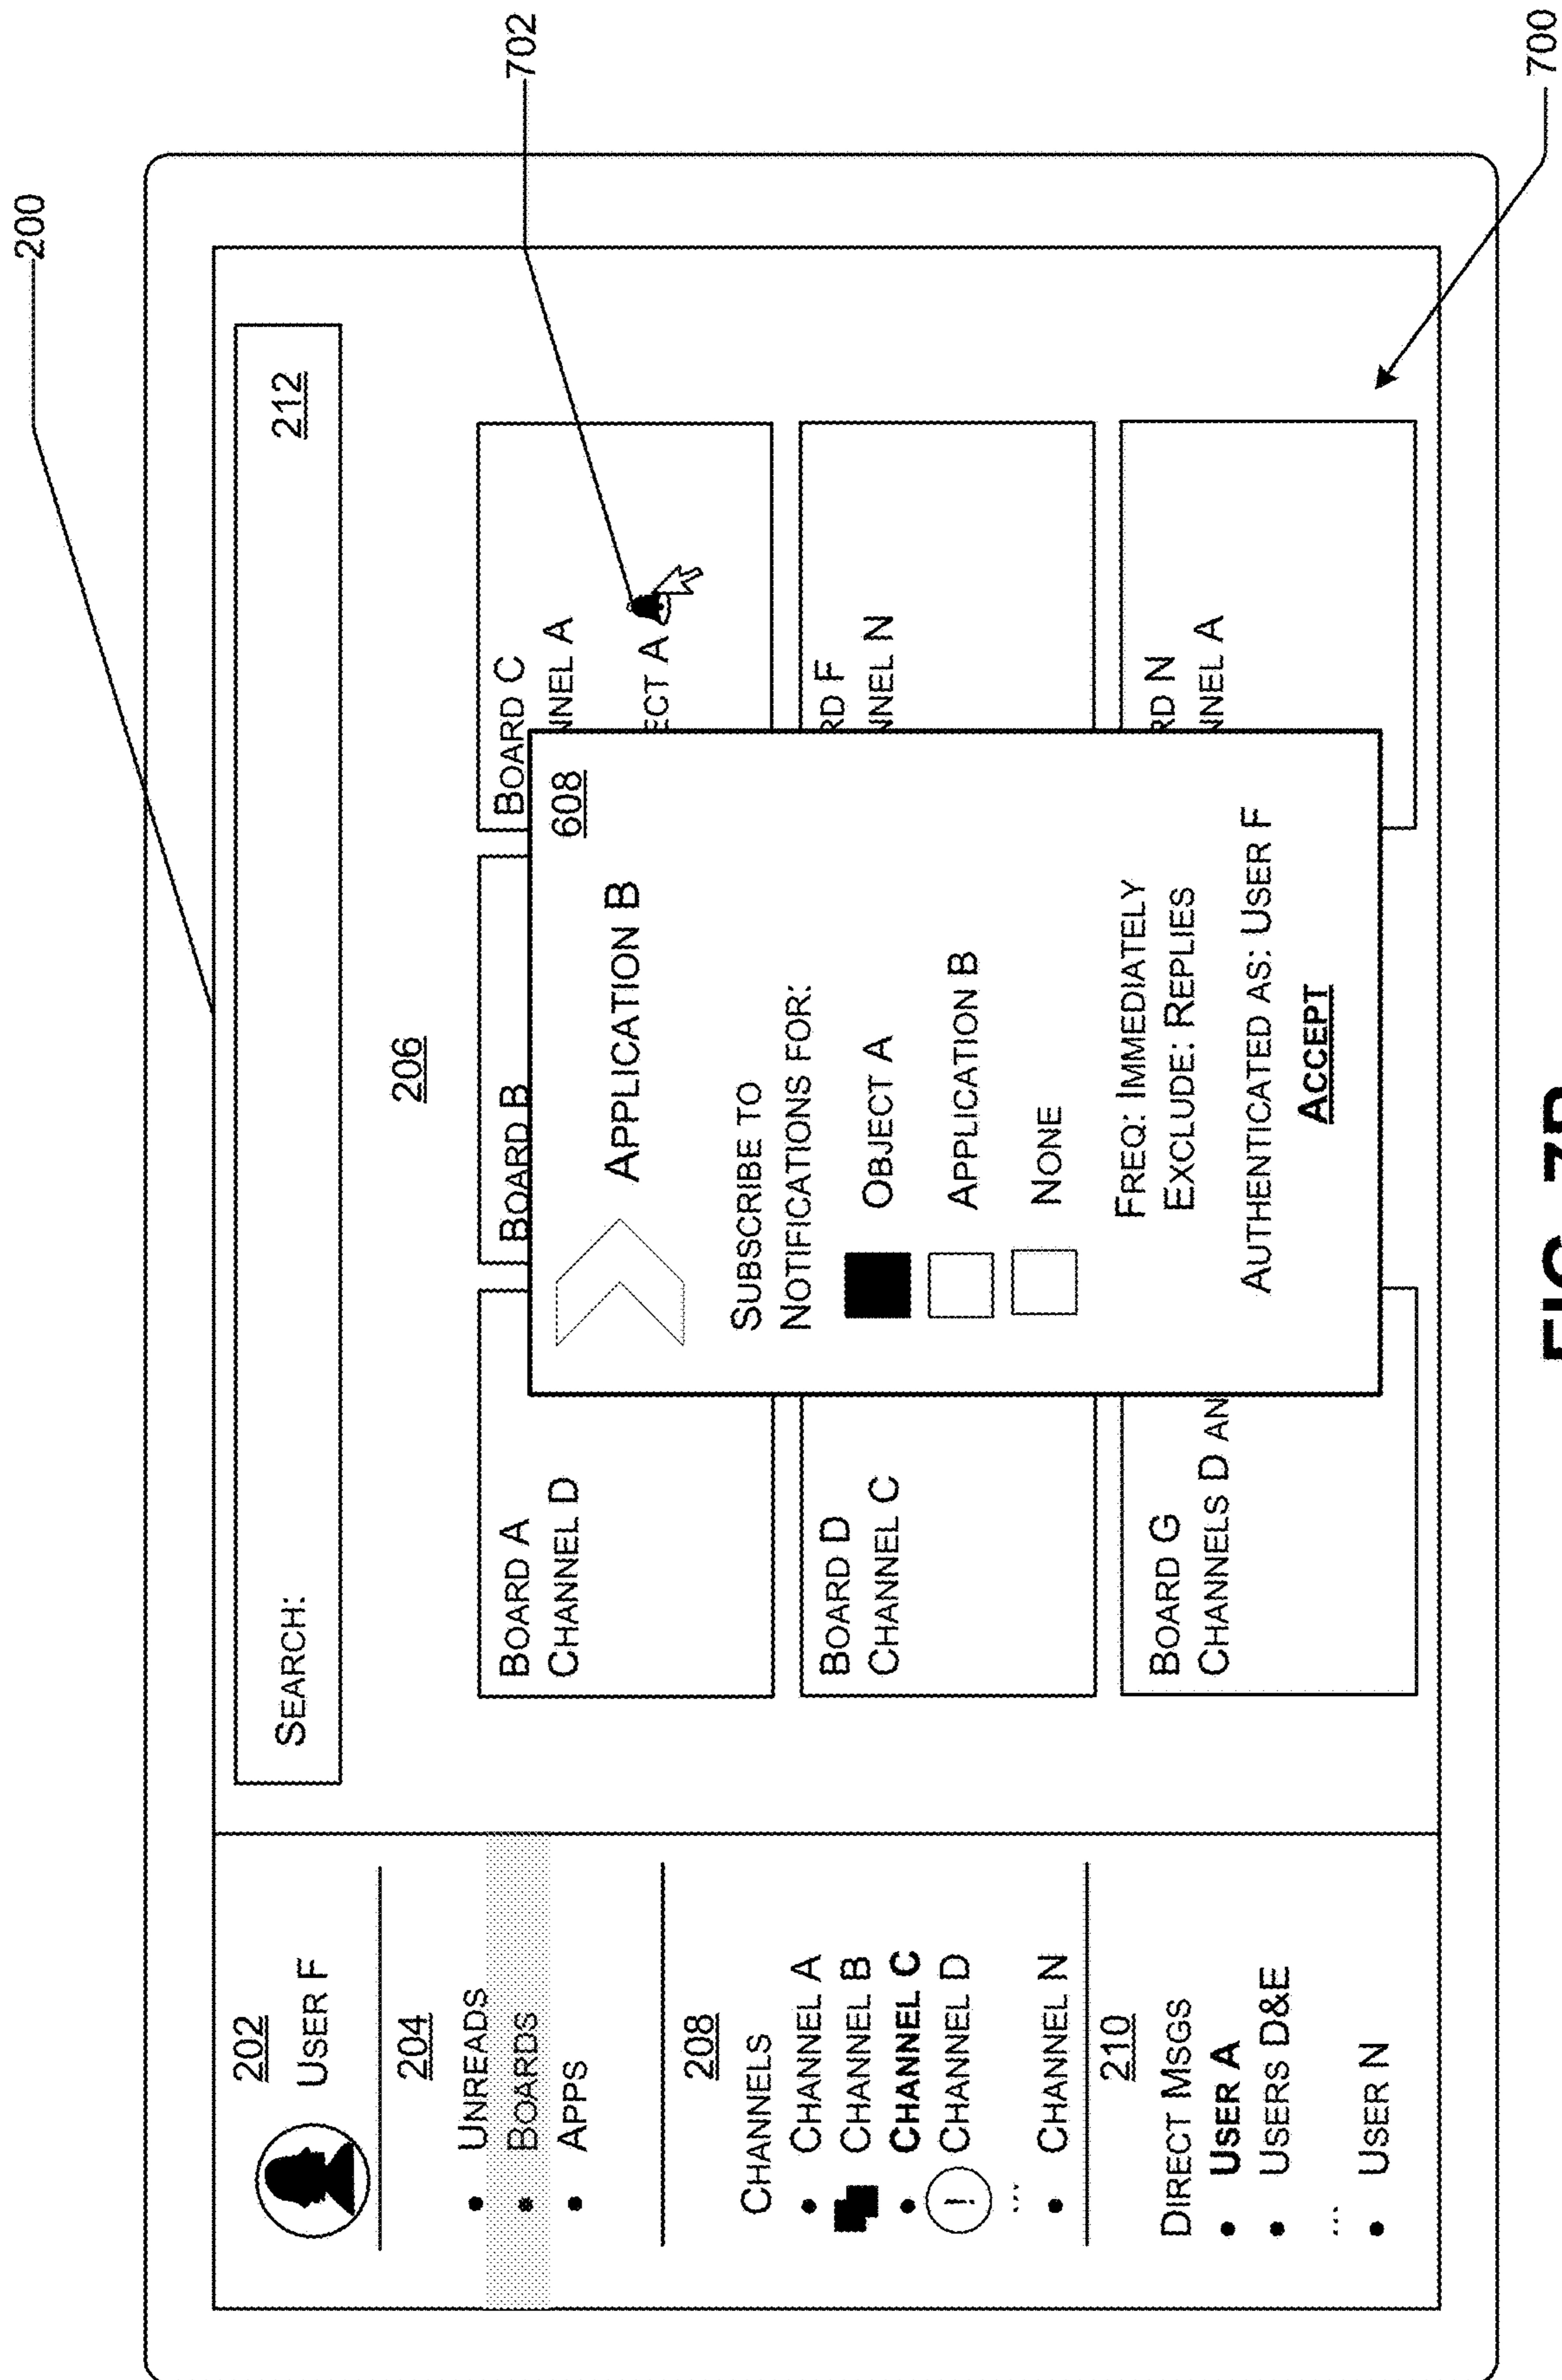 200
202
USER F
204
UNREADS
BOARDS
APPS
208
CHANNELS
CHANNEL A
CHANNEL B
CHANNEL C
CHANNEL D
...
CHANNEL N
210
DIRECT MSGS
USER A
USERS D&E
...
USER N
SEARCH:
212
206
BOARD A
CHANNEL D
BOARD B
BOARD C
NNEL A
ECT A
702
BOARD D
CHANNEL C
RD F
NNEL N
BOARD G
CHANNELS D AN
RD N
NNEL A
608
APPLICATION B
SUBSCRIBE TO
NOTIFICATIONS FOR:
OBJECT A
APPLICATION B
NONE
FREQ: IMMEDIATELY
EXCLUDE: REPLIES
AUTHENTICATED AS: USER F
ACCEPT
700